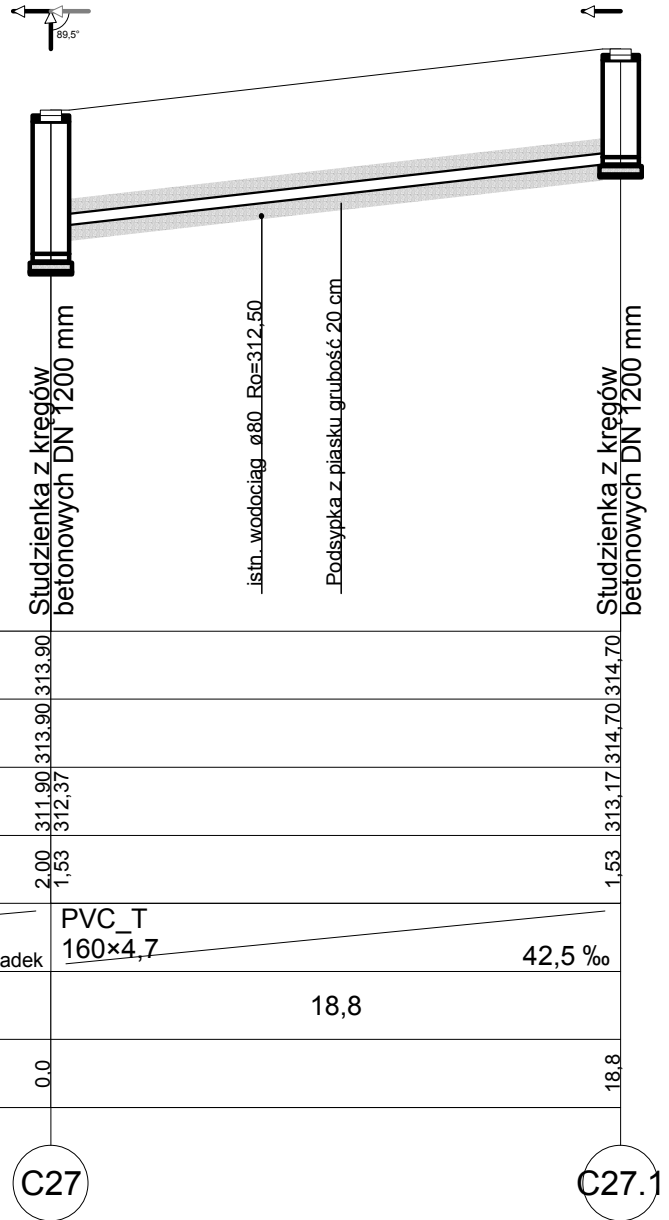 89,5°
Studzienka z kręgów
betonowych DN 1200 mm
istn. wodociąg ø80 Ro=312,50
Podsypka z piasku grubość 20 cm
Studzienka z kręgów
betonowych DN 1200 mm
313.90
314,70
313.90
314,70
311.90
312,37
313,17
2.00
1,53
1,53
adek
PVC_T
160×4,7
42,5 ‰
18,8
0.0
18,8
C27
C27.1